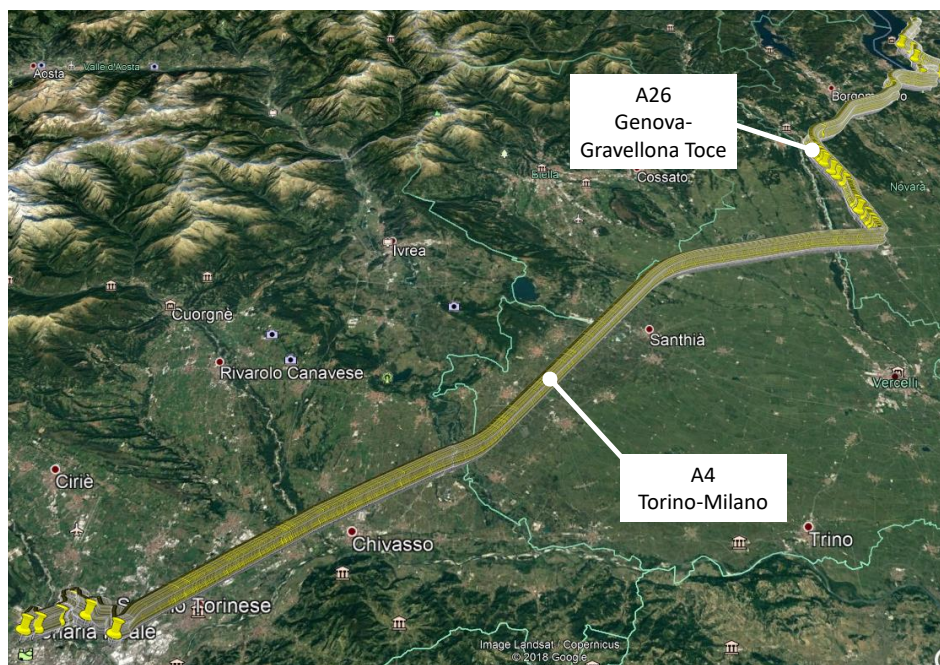 Aosta
Valle d'Aosta
A26
Genova-
Gravellona Toce
Biella
Cossato
Novara
Ivrea
Cuorgnè
Santhià
Rivarolo Canavese
Vercelli
Ciriè
A4
Torino-Milano
Trino
Chivasso
Torinese
Image Landsat / Copernicus
© 2018 Google